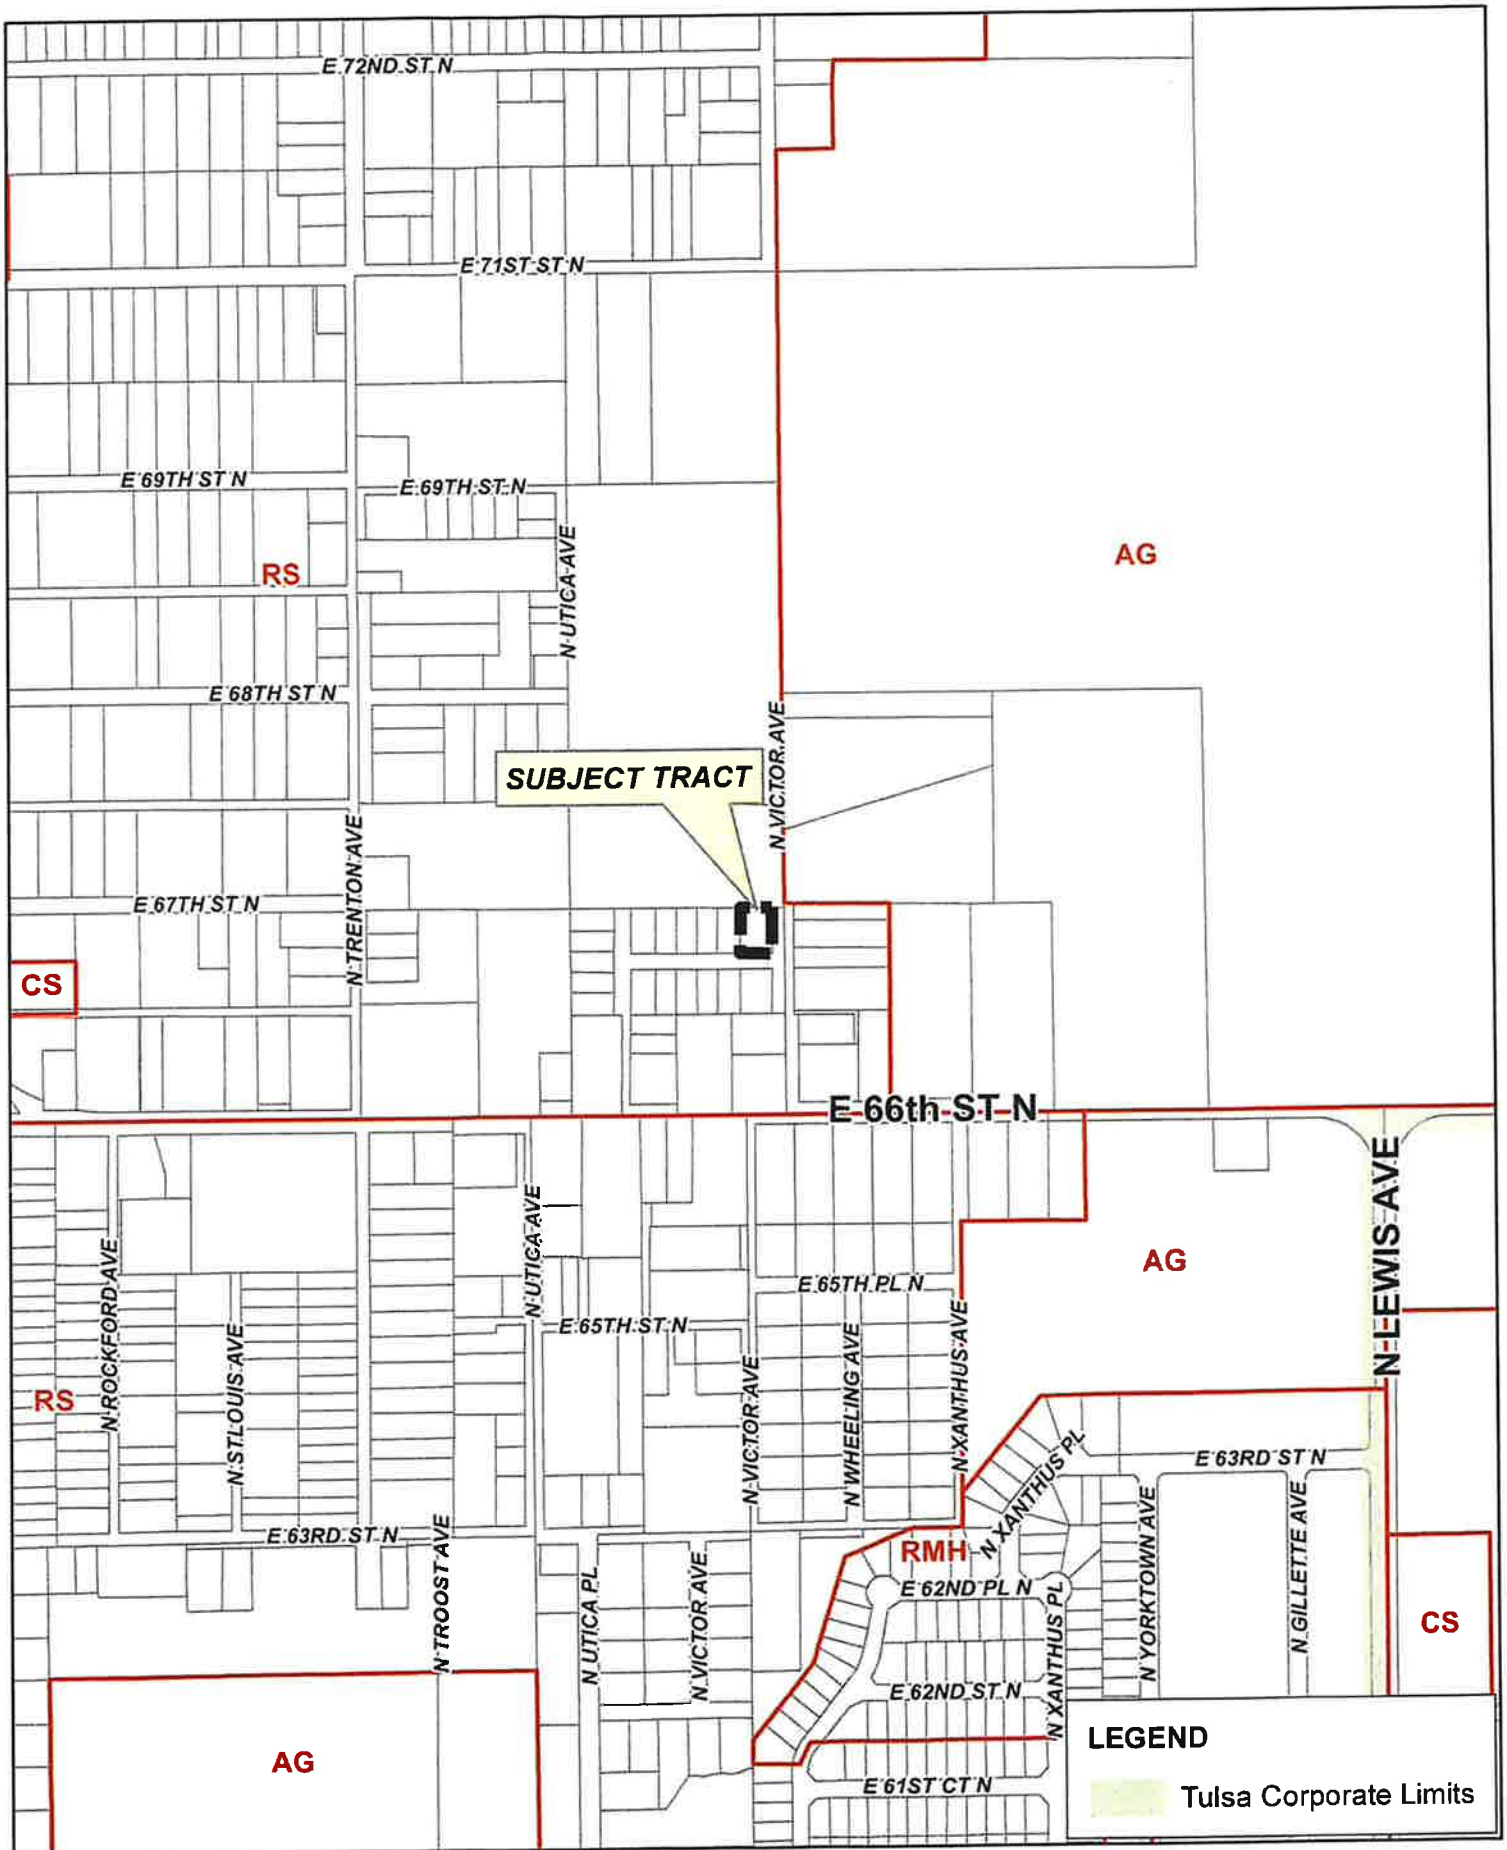 E 72ND ST N
E 71ST ST N
E 69TH ST N
E 69TH ST N
N UTICA AVE
AG
RS
E 68TH ST N
N VICTOR AVE
SUBJECT TRACT
N TRENTON AVE
E 67TH ST N
CS
E 66th ST N
N LEWIS AVE
N UTICA AVE
AG
N ROCKFORD AVE
E 65TH PL N
E 65TH ST N
N ST LOUIS AVE
N VICTOR AVE
N WHEELING AVE
N XANTHUS AVE
RS
N XANTHUS PL
E 63RD ST N
N YORKTOWN AVE
N GILLETTE AVE
E 63RD ST N
N TROOST AVE
RMH
E 62ND PL N
N UTICA PL
N VICTOR AVE
N XANTHUS PL
CS
E 62ND ST N
AG
E 61ST CT N
LEGEND
Tulsa Corporate Limits